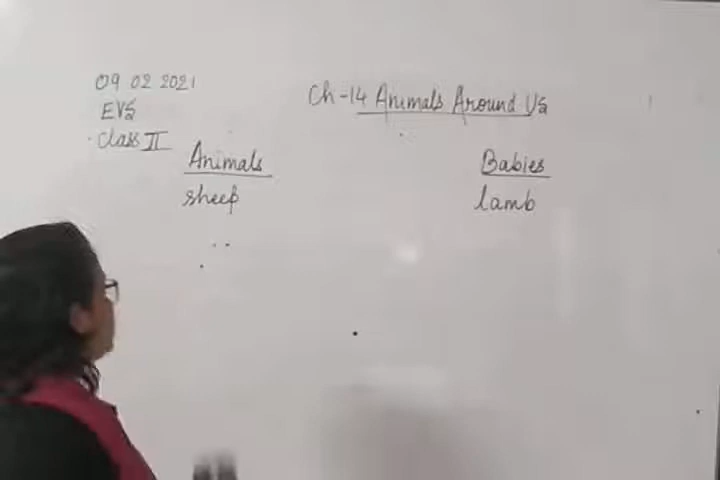 09 02 2021
EVS
Class II
Ch-14 Animals Around Us
Animals Babies
sheep lamb